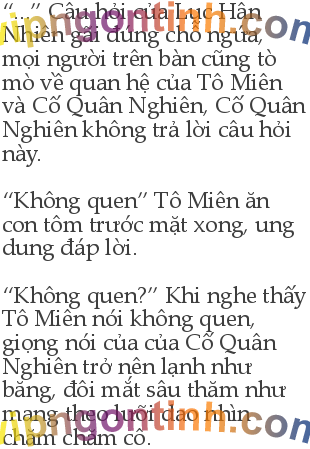 “...” Câu hỏi của Lục Hân
Nhiên gãi đúng chỗ ngứa,
mọi người trên bàn cũng tò
mò về quan hệ của Tô Miên
và Cố Quân Nghiên, Cố Quân
Nghiên không trả lời câu hỏi
này.
“Không quen” Tô Miên ăn
con tôm trước mặt xong, ung
dung đáp lời.
“Không quen?” Khi nghe thấy
Tô Miên nói không quen,
giọng nói của của Cố Quân
Nghiên trở nên lạnh như
băng, đôi mắt sâu thăm như
mang theo lưỡi dao nhìn
chằm chằm cô.
vipngontinh.com